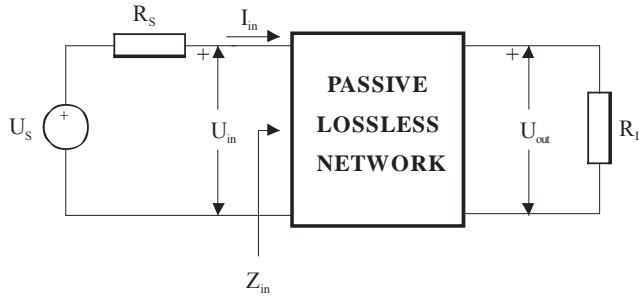 R_S
I_in
+
+
PASSIVE
LOSSLESS
NETWORK
+
U_S
U_in
U_out
R_L
Z_in